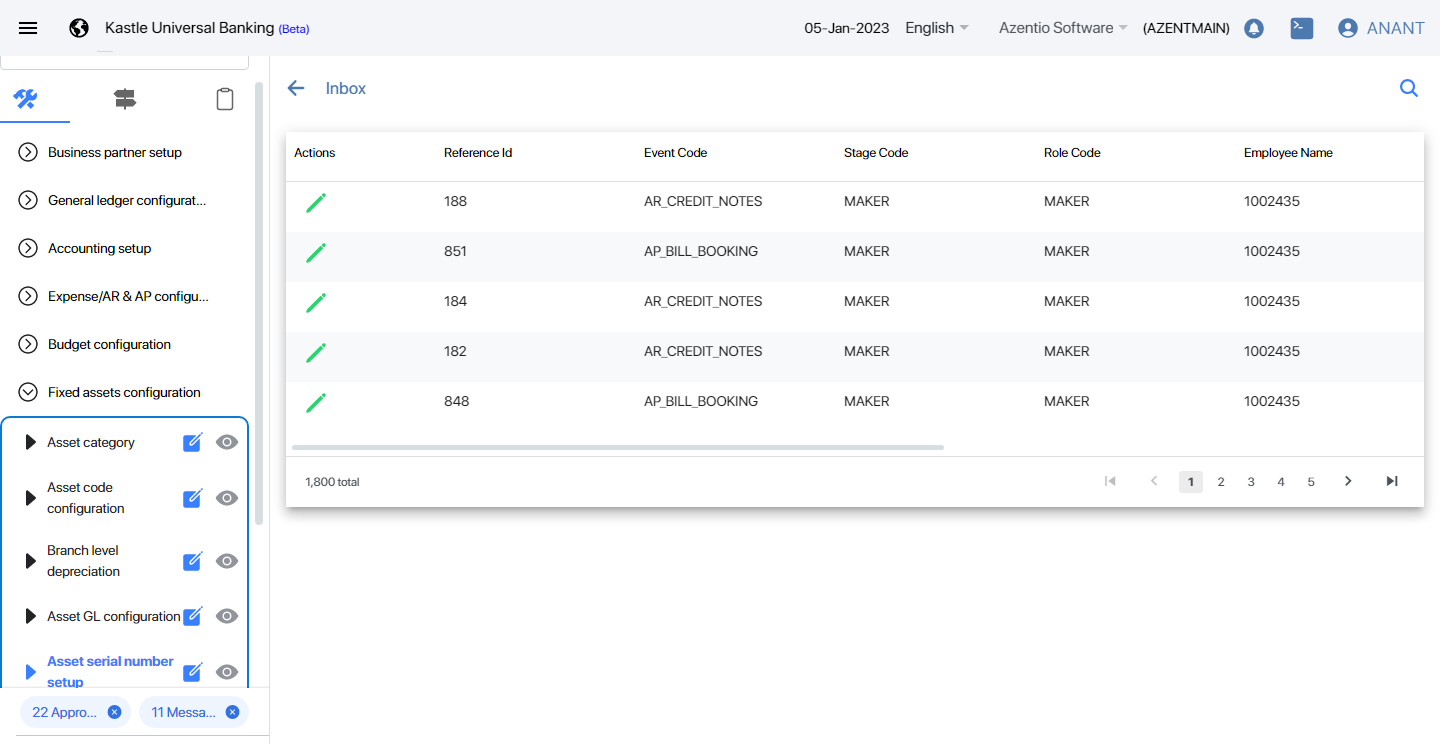 Kastle Universal Banking (Beta)
05-Jan-2023 English Azentio Software (AZENTMAIN) ANANT
Inbox
Business partner setup
General ledger configurat...
Accounting setup
Expense/AR & AP configu...
Budget configuration
Fixed assets configuration
Asset category
Asset code
configuration
Branch level
depreciation
Asset GL configuration
Asset serial number
setup
22 Appro... 11 Messa...
Actions Reference Id Event Code Stage Code Role Code Employee Name
188 AR_CREDIT_NOTES MAKER MAKER 1002435
851 AP_BILL_BOOKING MAKER MAKER 1002435
184 AR_CREDIT_NOTES MAKER MAKER 1002435
182 AR_CREDIT_NOTES MAKER MAKER 1002435
848 AP_BILL_BOOKING MAKER MAKER 1002435
1,800 total 1 2 3 4 5